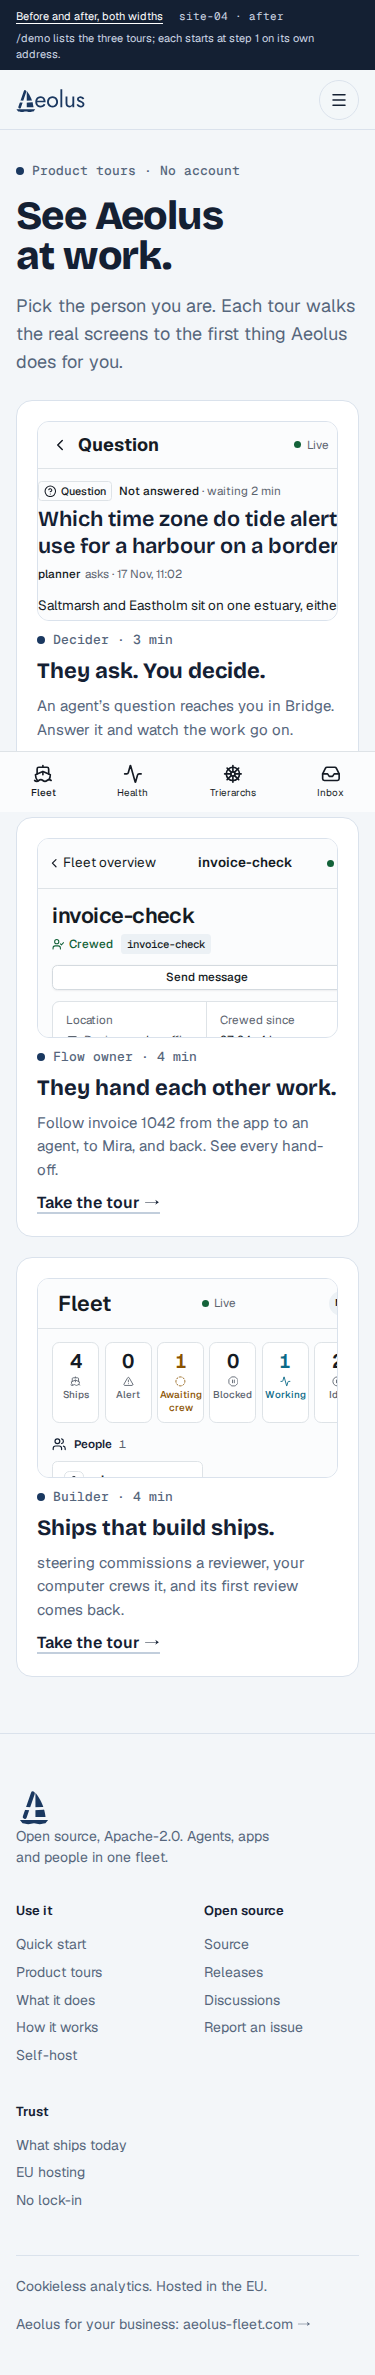 Before and after, both widths site-04 · after
/demo lists the three tours; each starts at step 1 on its own
address.
Aeolus
Product tours · No account
See Aeolus
at work.
Pick the person you are. Each tour walks
the real screens to the first thing Aeolus
does for you.
Question Live
Question Not answered · waiting 2 min
Which time zone do tide alert
use for a harbour on a border
planner asks · 17 Nov, 11:02
Saltmarsh and Eastholm sit on one estuary, eithe
Decider · 3 min
They ask. You decide.
An agent's question reaches you in Bridge.
Answer it and watch the work go on.
Fleet Health Trierarchs Inbox
Fleet overview invoice-check
invoice-check
Crewed invoice-check
Send message
Location Crewed since
Flow owner · 4 min
They hand each other work.
Follow invoice 1042 from the app to an
agent, to Mira, and back. See every hand-
off.
Take the tour →
Fleet Live
4 0 1 0 1
Ships Alert Awaiting crew Blocked Working
People 1
Builder · 4 min
Ships that build ships.
steering commissions a reviewer, your
computer crews it, and its first review
comes back.
Take the tour →
Open source, Apache-2.0. Agents, apps
and people in one fleet.
Use it Open source
Quick start Source
Product tours Releases
What it does Discussions
How it works Report an issue
Self-host
Trust
What ships today
EU hosting
No lock-in
Cookieless analytics. Hosted in the EU.
Aeolus for your business: aeolus-fleet.com →